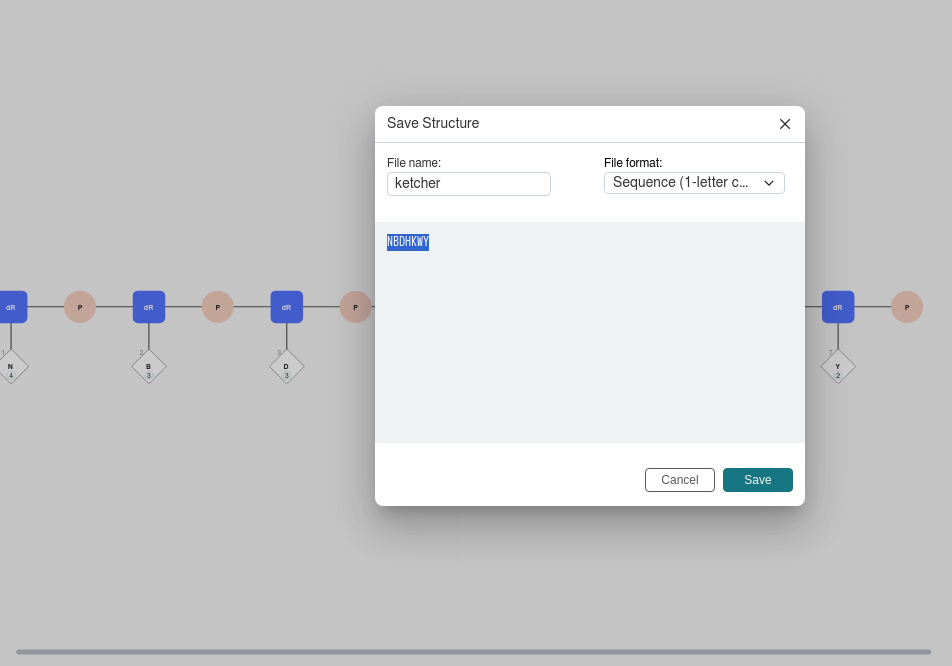 Save Structure
File name:
File format:
ketcher
Sequence (1-letter c...
NBDHKWY
dR
P
dR
P
dR
P
dR
P
1
2
3
7
N
B
D
Y
4
3
3
2
Cancel
Save